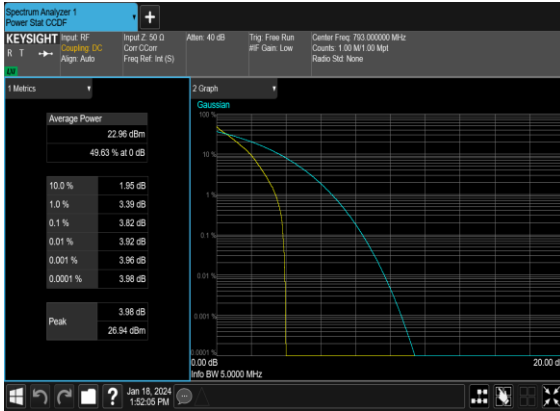 Spectrum Analyzer 1
Power Stat CCDF
+
KEYSIGHT
R T
Input: RF
Coupling: DC
Align: Auto
Input Z: 50 Ω
Corr CCorr
Freq Ref: Int (S)
Atten: 40 dB
Trig: Free Run
#IF Gain: Low
Center Freq: 793.000000 MHz
Counts: 1.00 M/1.00 Mpt
Radio Std: None
1 Metrics
Average Power
22.96 dBm
49.63 % at 0 dB
10.0 % 1.95 dB
1.0 % 3.39 dB
0.1 % 3.82 dB
0.01 % 3.92 dB
0.001 % 3.96 dB
0.0001 % 3.98 dB
Peak
3.98 dB
26.94 dBm
2 Graph
Gaussian
100 %
10 %
1 %
0.1 %
0.01 %
0.001 %
0.0001 %
0.00 dB
20.00 d
Info BW 5.0000 MHz
?
Jan 18, 2024
1:52:05 PM